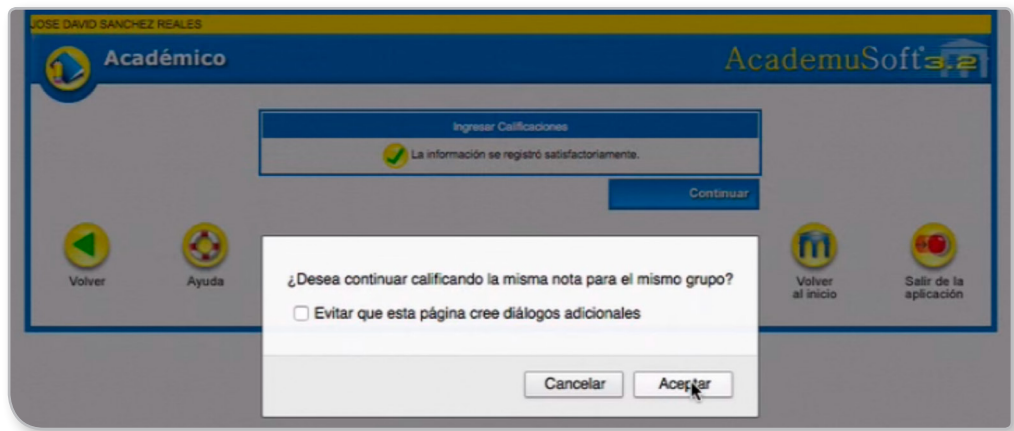 JOSE DAVID SANCHEZ REALES
Académico
AcademuSoft 3.2
Ingresar Calificaciones
La información se registró satisfactoriamente.
Continuar
Volver
Ayuda
Volver al inicio
Salir de la aplicación
¿Desea continuar calificando la misma nota para el mismo grupo?
Evitar que esta página cree diálogos adicionales
Cancelar
Aceptar